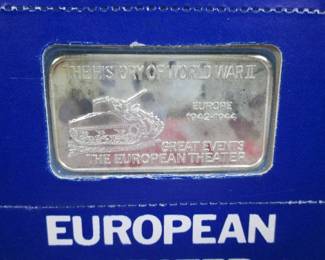 THE HISTORY OF WORLD WAR II
EUROPE
1942-1944
GREAT EVENTS
THE EUROPEAN THEATER
EUROPEAN